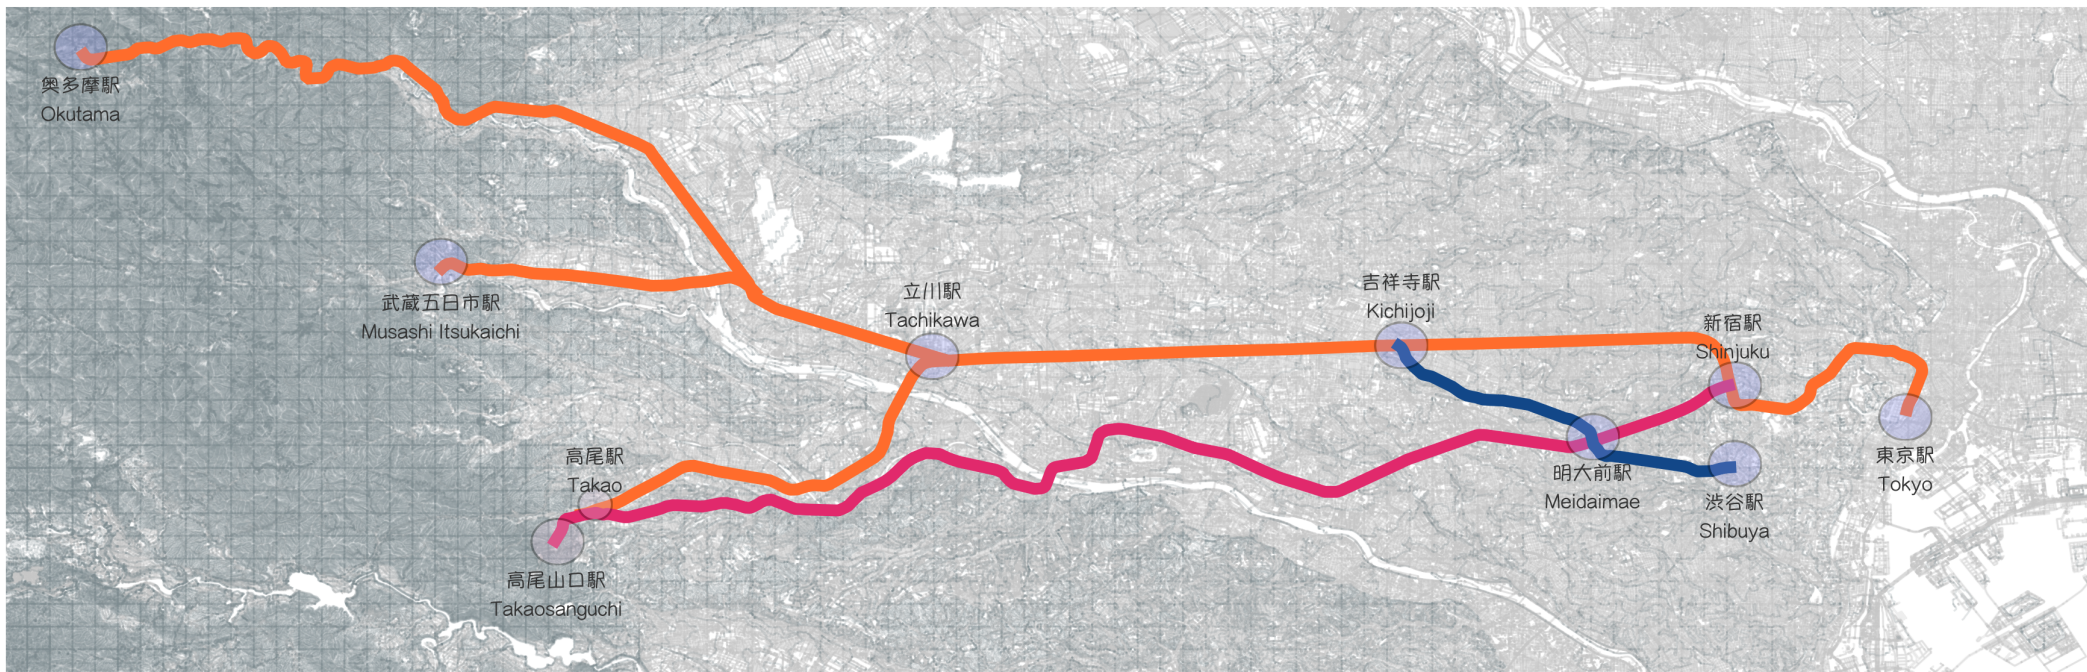 奥多摩駅
Okutama
武蔵五日市駅
Musashi Itsukaichi
立川駅
Tachikawa
吉祥寺駅
Kichijoji
新宿駅
Shinjuku
高尾駅
Takao
高尾山口駅
Takaosanguchi
明大前駅
Meidaimae
渋谷駅
Shibuya
東京駅
Tokyo